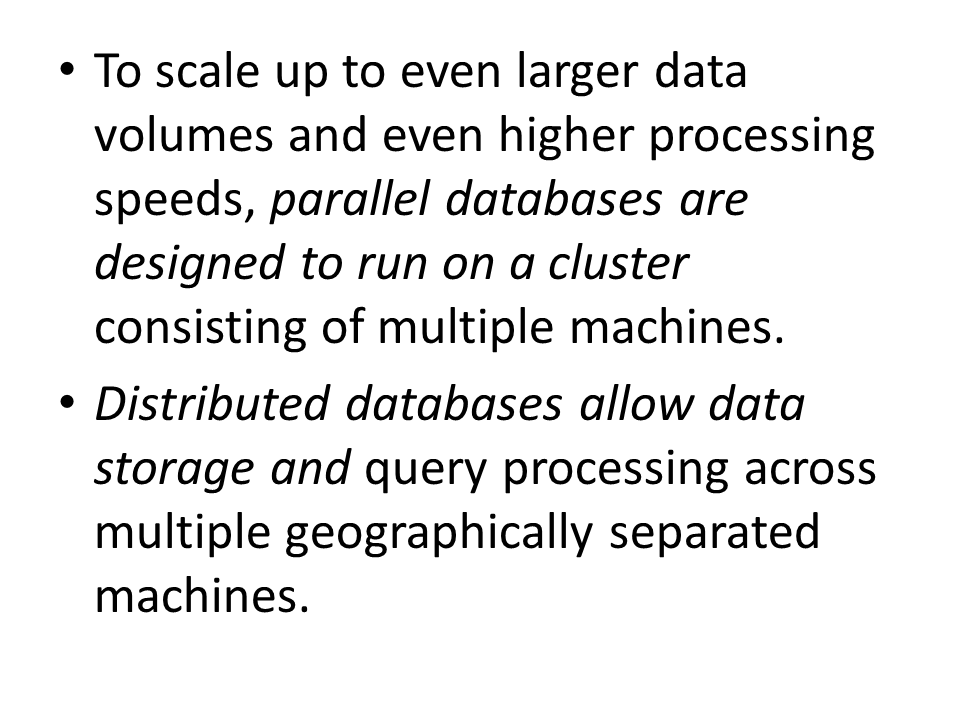 • To scale up to even larger data
volumes and even higher processing
speeds, parallel databases are
designed to run on a cluster
consisting of multiple machines.
• Distributed databases allow data
storage and query processing across
multiple geographically separated
machines.